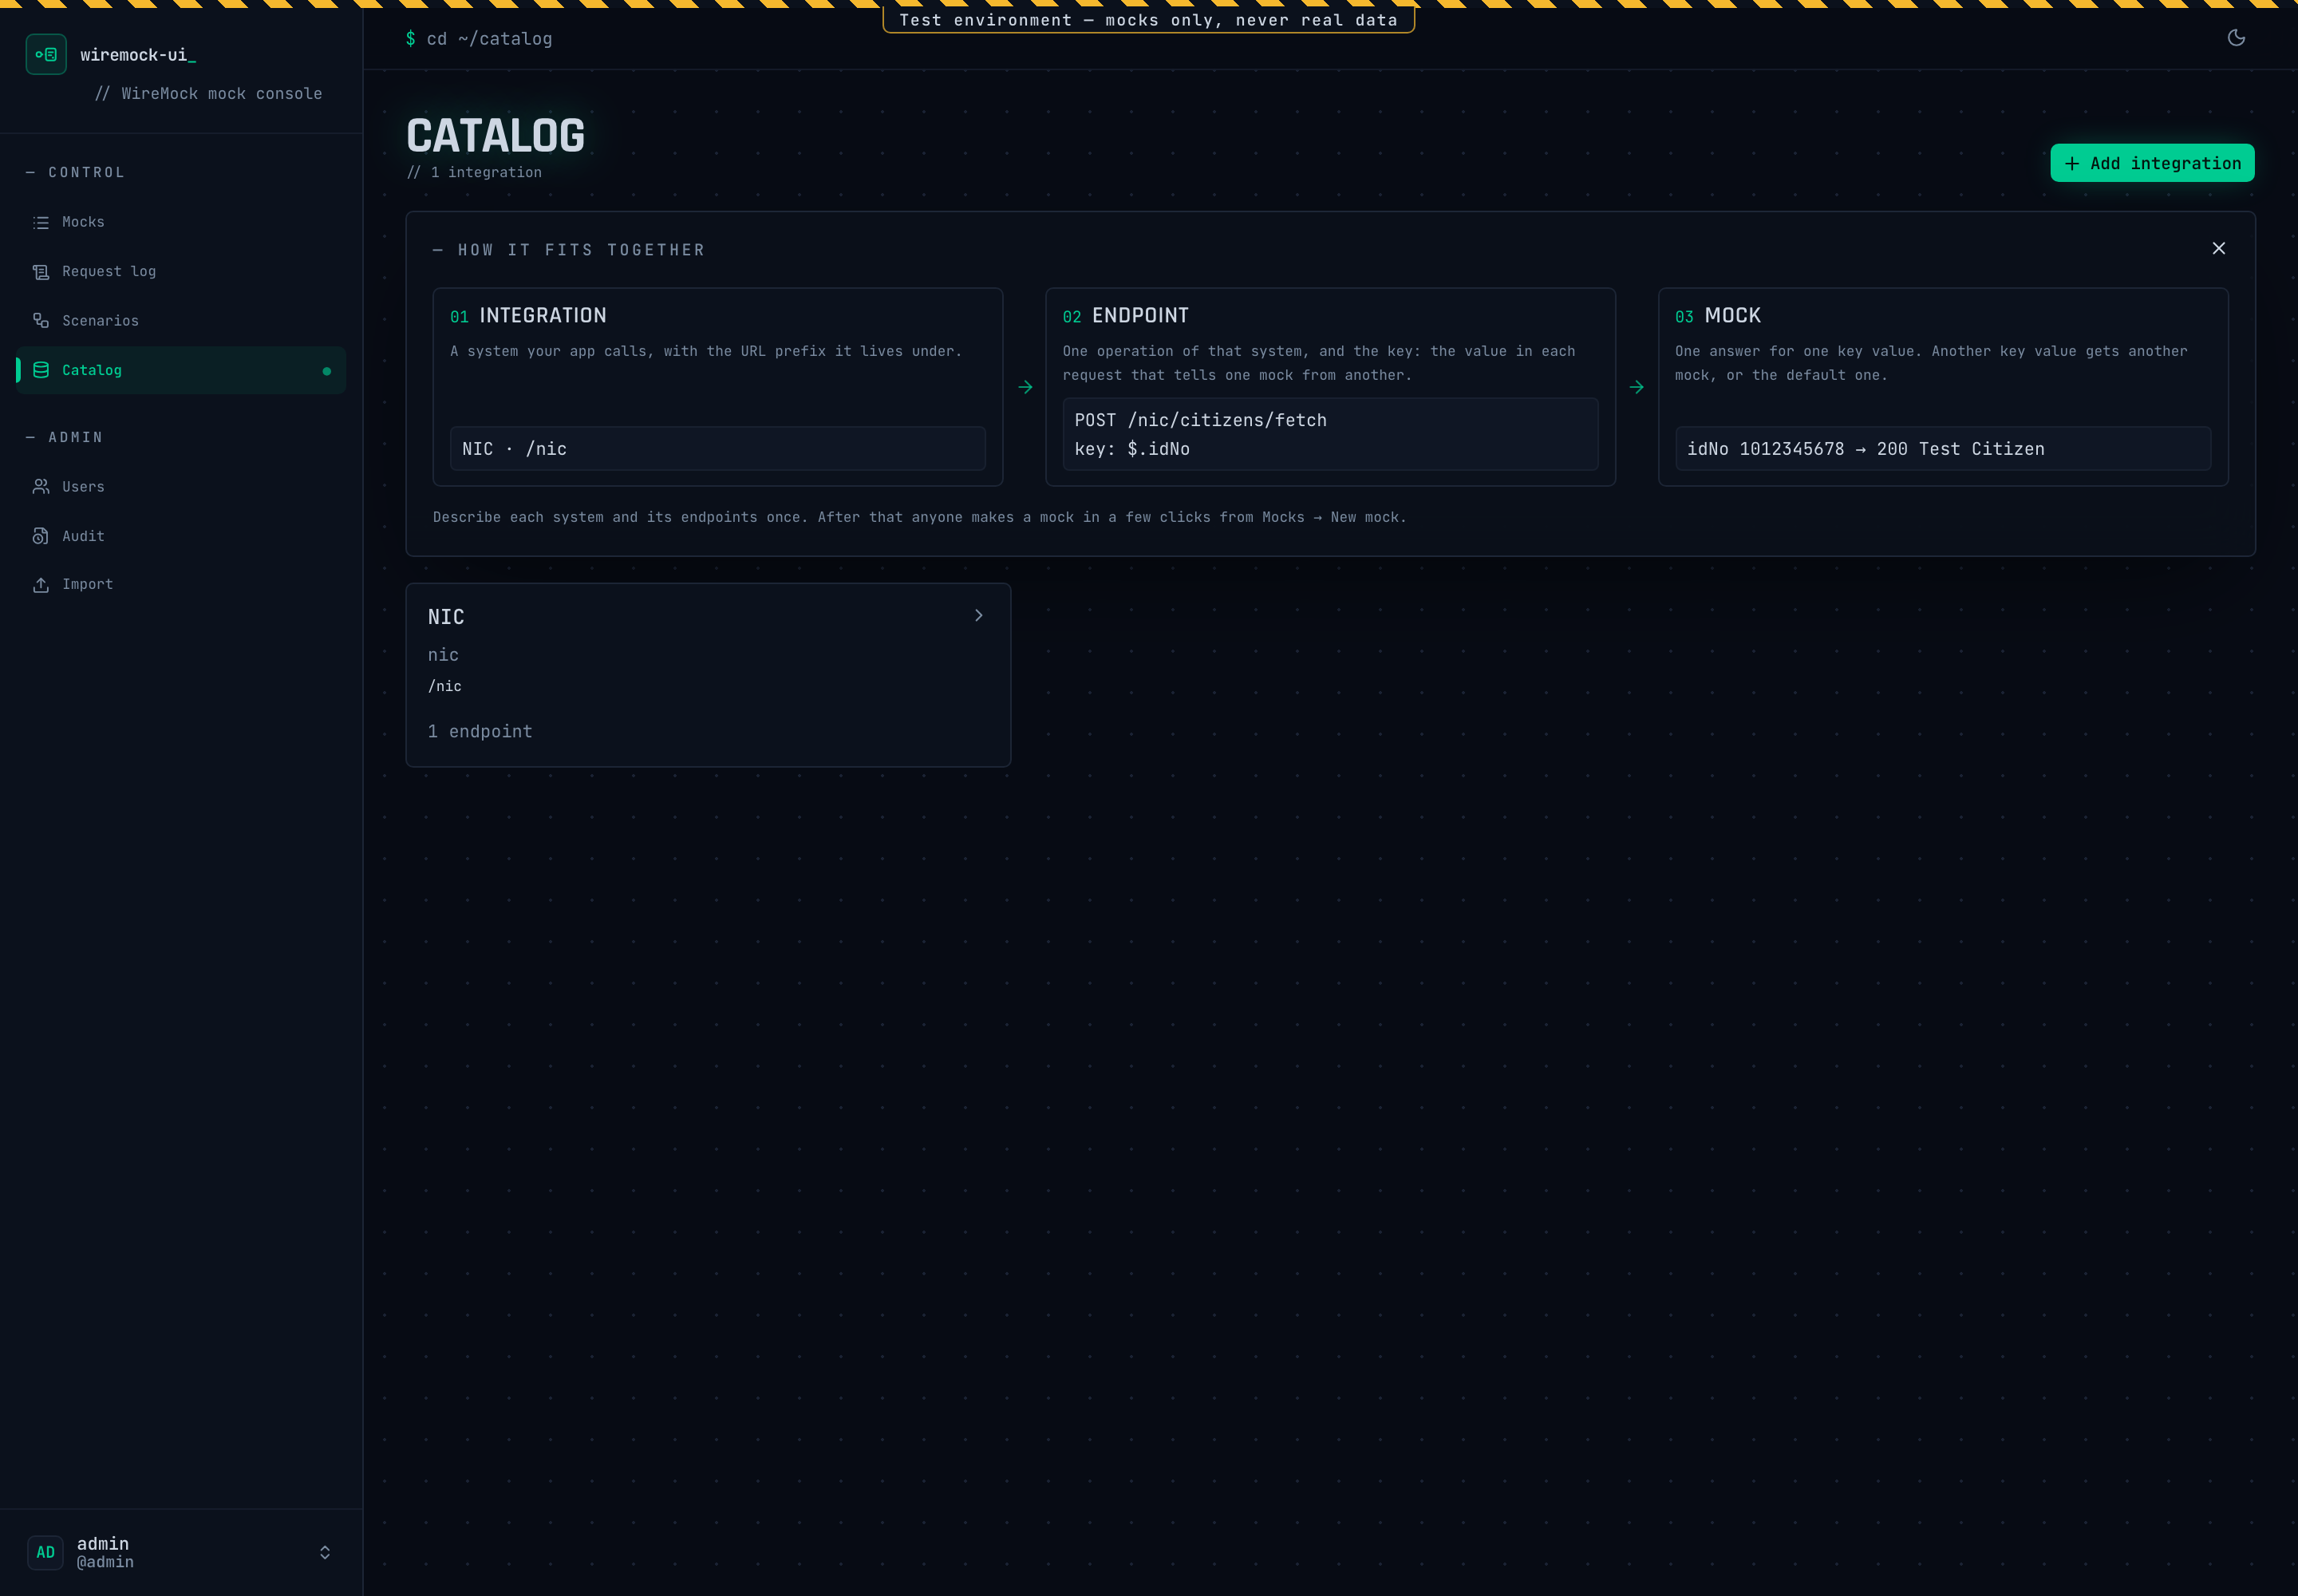 Test environment — mocks only, never real data
wiremock-ui_
// WireMock mock console
— CONTROL
Mocks
Request log
Scenarios
Catalog
— ADMIN
Users
Audit
Import
AD
admin
@admin
$ cd ~/catalog
CATALOG
// 1 integration
+ Add integration
— HOW IT FITS TOGETHER
01 INTEGRATION
A system your app calls, with the URL prefix it lives under.
NIC · /nic
02 ENDPOINT
One operation of that system, and the key: the value in each
request that tells one mock from another.
POST /nic/citizens/fetch
key: $.idNo
03 MOCK
One answer for one key value. Another key value gets another
mock, or the default one.
idNo 1012345678 → 200 Test Citizen
Describe each system and its endpoints once. After that anyone makes a mock in a few clicks from Mocks → New mock.
NIC
nic
/nic
1 endpoint